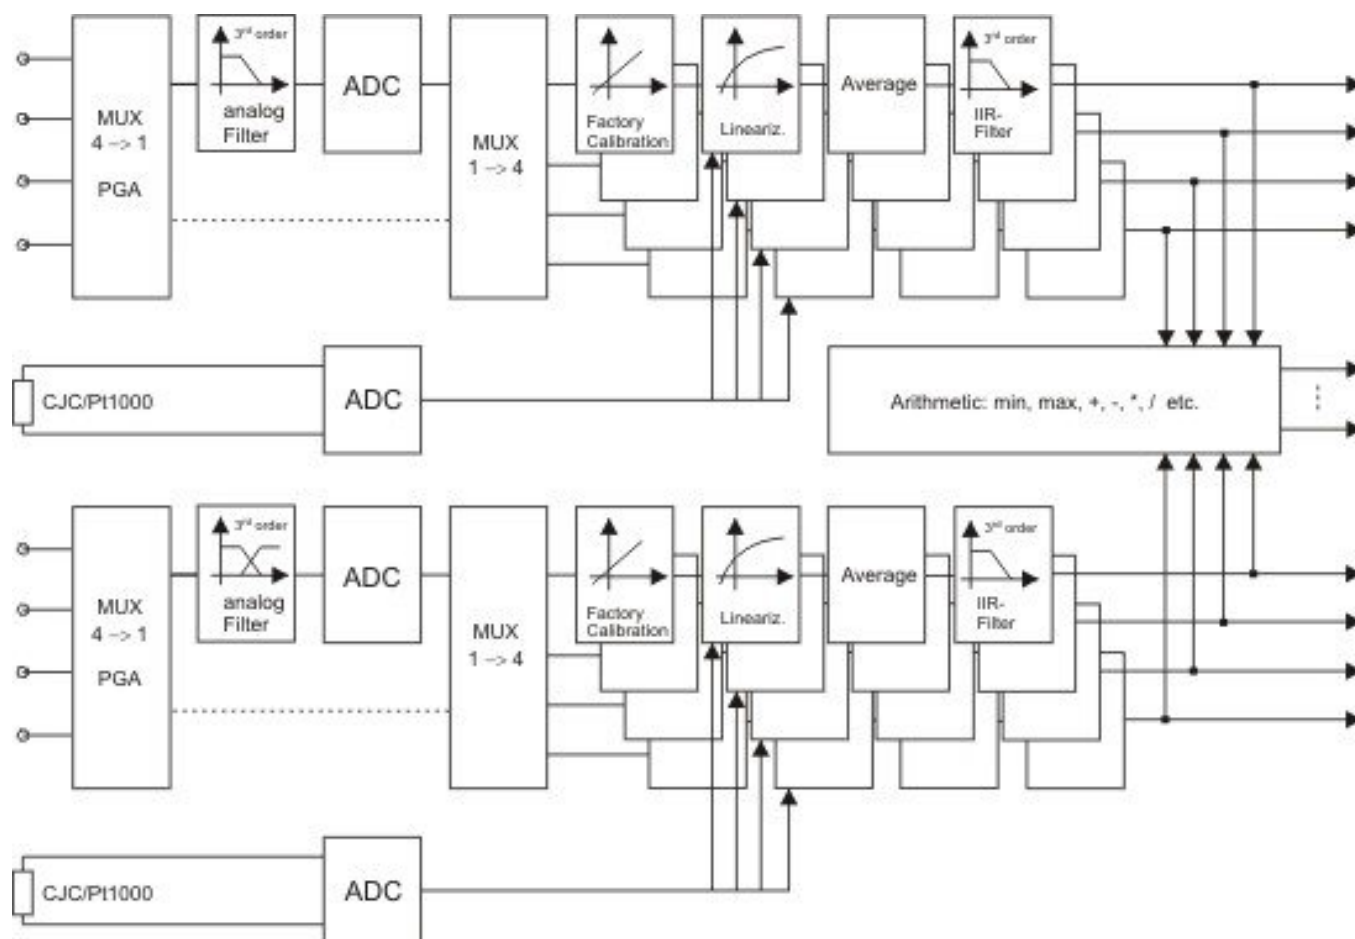 MUX
4 –> 1
PGA
3rd order
analog
Filter
ADC
MUX
1 –> 4
Factory
Calibration
Lineariz.
Average
3rd order
IIR-
Filter
CJC/Pt1000
ADC
Arithmetic: min, max, +, -, *, / etc.
MUX
4 –> 1
PGA
3rd order
analog
Filter
ADC
MUX
1 –> 4
Factory
Calibration
Lineariz.
Average
3rd order
IIR-
Filter
CJC/Pt1000
ADC